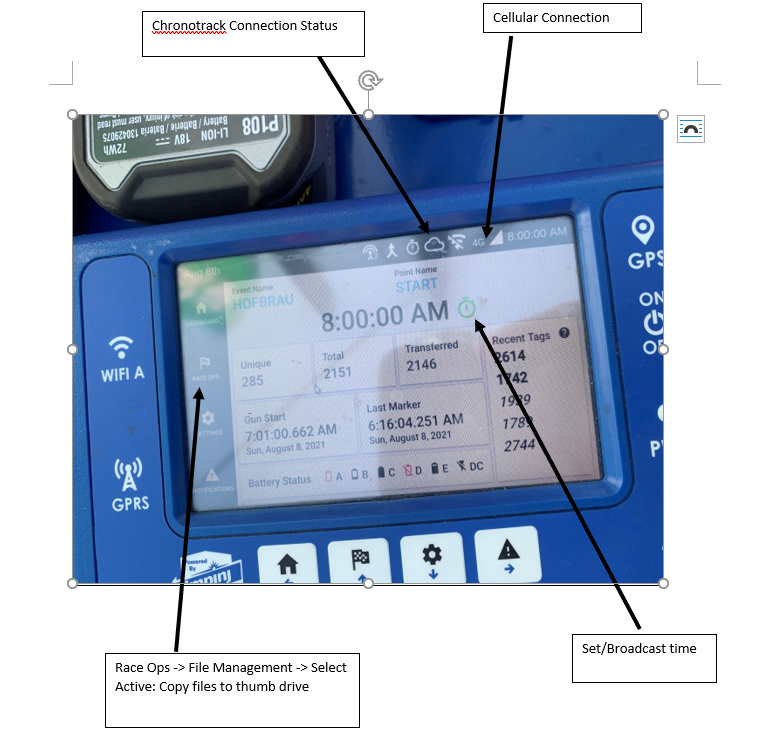 Chronotrack Connection Status
Cellular Connection
P108
Li-ION 18V
72Wh
Battery / Batterie / Batería 130429075
4G 8:00:00 AM
Aug 8th
Event Name
HOFBRAU
Point Name
START
8:00:00 AM
Unique
285
Total
2151
Transferred
2146
Recent Tags
2614
1742
1989
1789
2744
Gun Start
7:01:00.662 AM
Sun, August 8, 2021
Last Marker
6:16:04.251 AM
Sun, August 8, 2021
Battery Status A B C D E DC
RACE OPS
SETTINGS
NOTIFICATIONS
WIFI A
GPRS
GPS
ON
Powered
By
Race Ops -> File Management -> Select
Active: Copy files to thumb drive
Set/Broadcast time